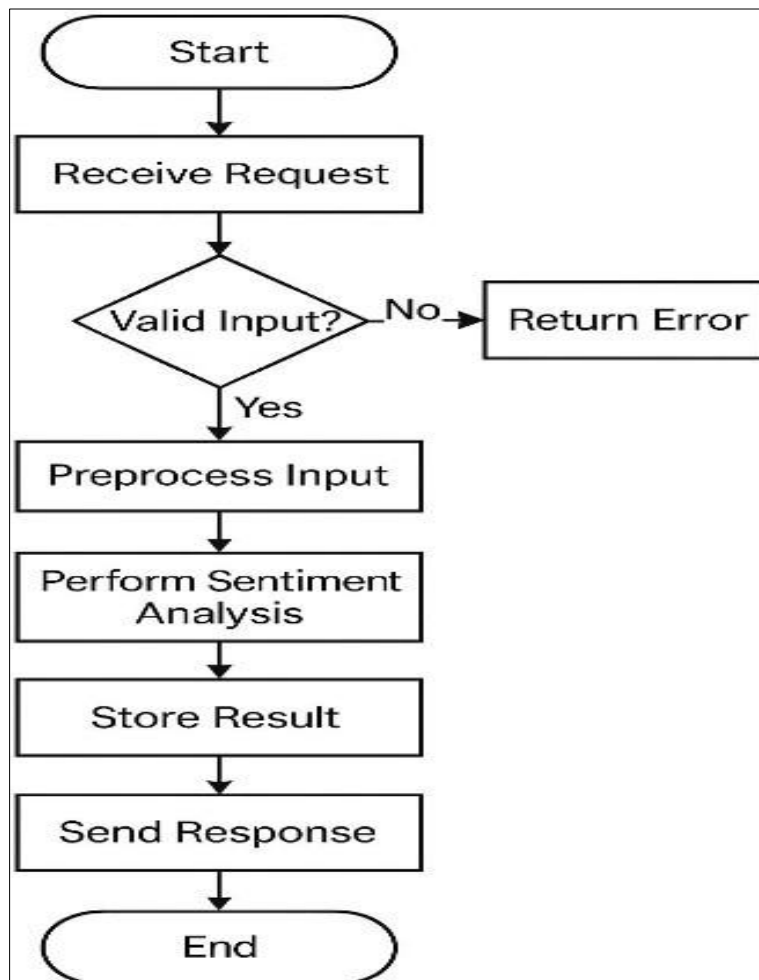 Start
Receive Request
Valid Input?
No
Return Error
Yes
Preprocess Input
Perform Sentiment
Analysis
Store Result
Send Response
End